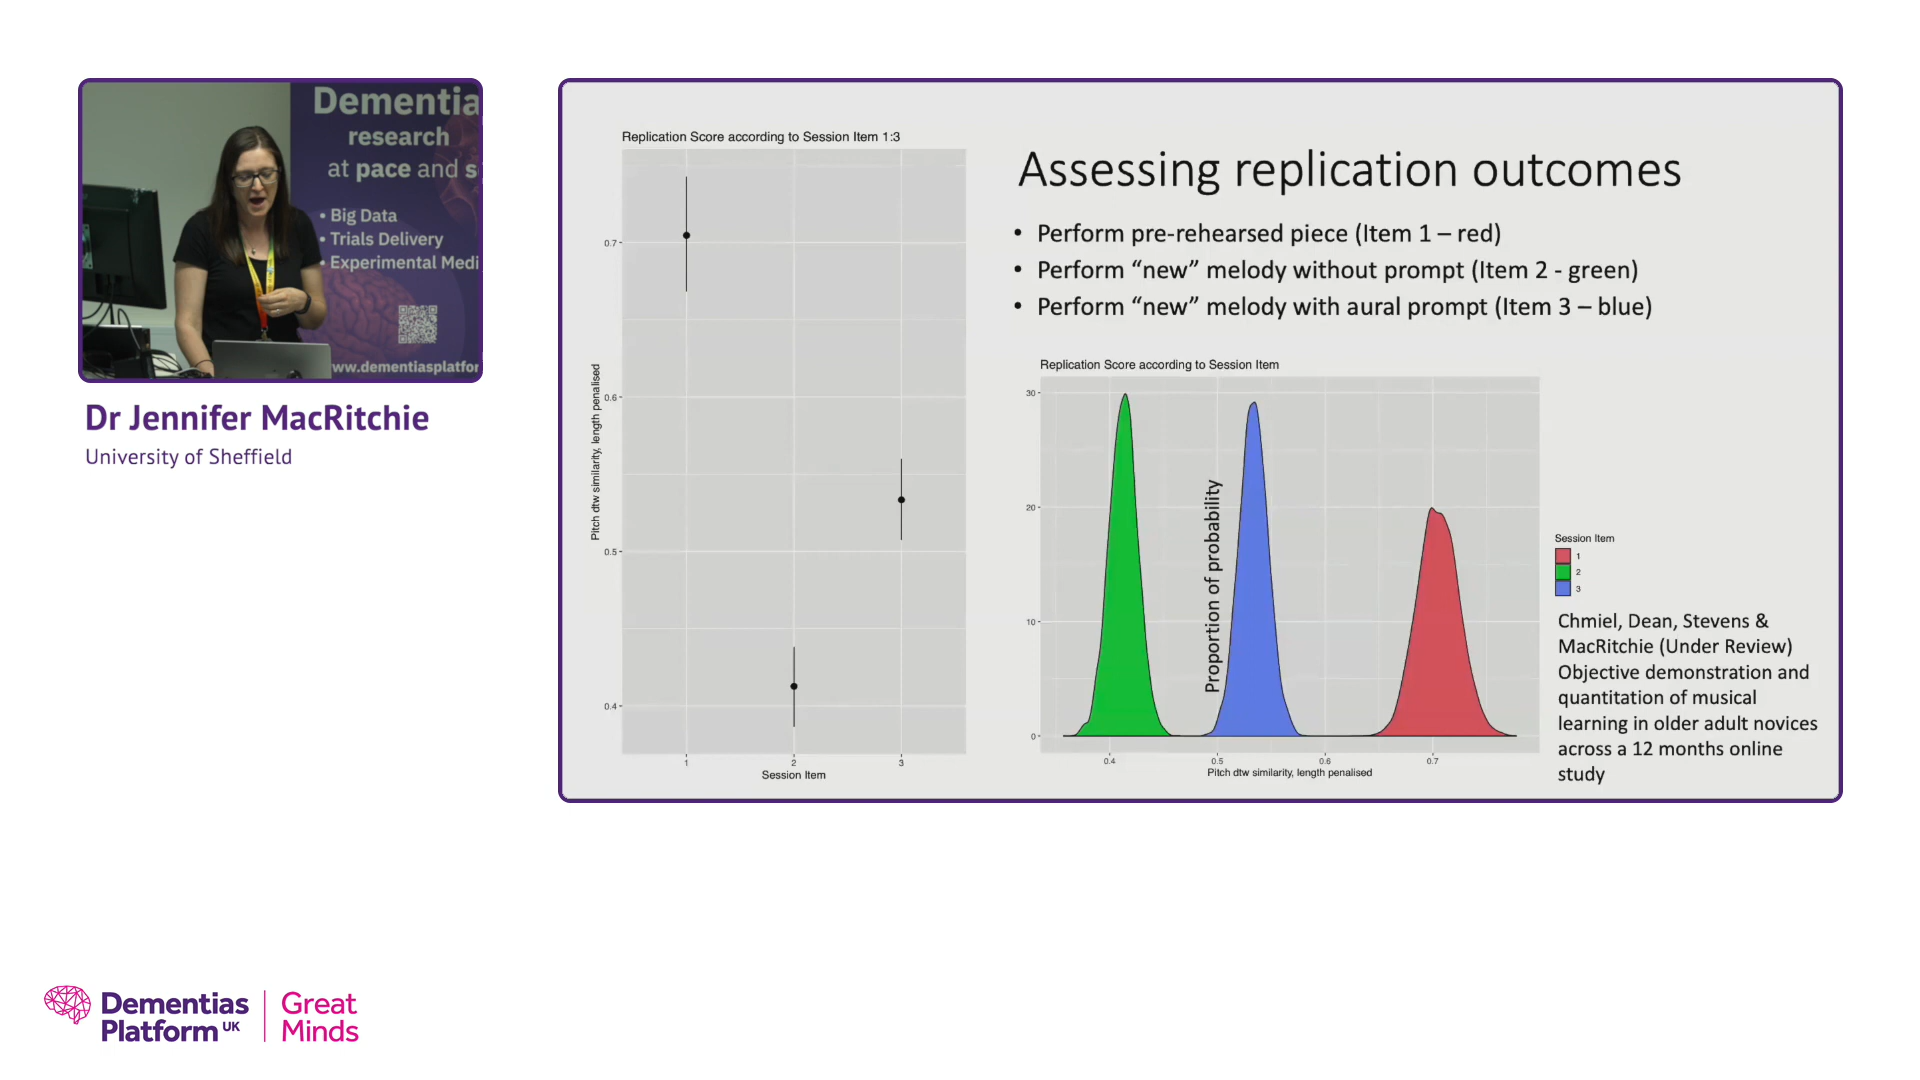 Dementia
research
at pace and s
• Big Data
• Trials Delivery
• Experimental Medi
ww.dementiasplatfor
Dr Jennifer MacRitchie
University of Sheffield
Replication Score according to Session Item 1:3
Pitch dtw similarity, length penalised
0.7
0.6
0.5
0.4
1 2 3
Session Item
Assessing replication outcomes
• Perform pre-rehearsed piece (Item 1 – red)
• Perform “new” melody without prompt (Item 2 - green)
• Perform “new” melody with aural prompt (Item 3 – blue)
Replication Score according to Session Item
30
20
10
0
Proportion of probability
0.4 0.5 0.6 0.7
Pitch dtw similarity, length penalised
Session Item
1
2
3
Chmiel, Dean, Stevens &
MacRitchie (Under Review)
Objective demonstration and
quantitation of musical
learning in older adult novices
across a 12 months online
study
Dementias
Platform UK
Great
Minds